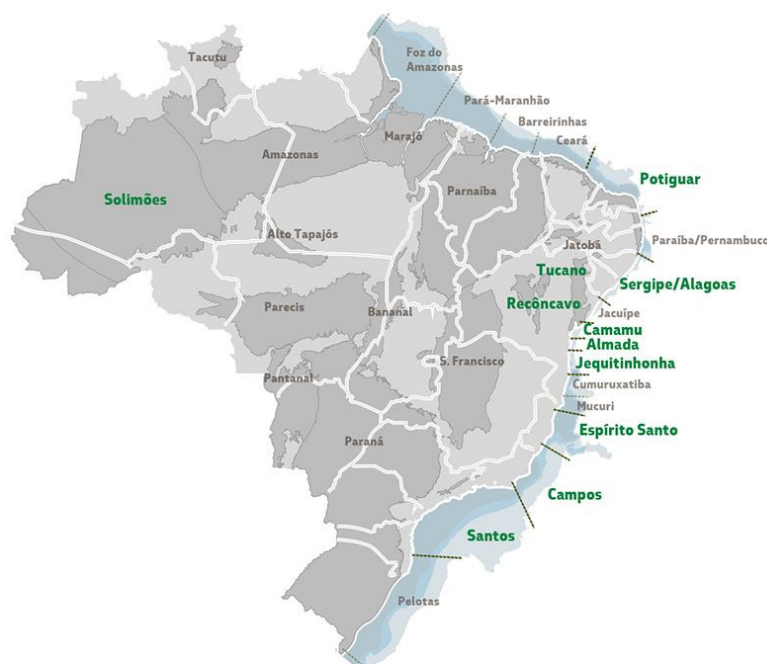 Tacutu
Foz do
Amazonas
Pará-Maranhão
Barreirinhas
Ceará
Marajó
Amazonas
Potiguar
Parnaíba
Solimões
Alto Tapajós
Jatobá
Paraíba/Pernambuco
Tucano
Sergipe/Alagoas
Recôncavo
Parecis
Bananal
Jacuípe
Camamu
Almada
S. Francisco
Jequitinhonha
Pantanal
Cumuruxatiba
Mucuri
Espírito Santo
Paraná
Campos
Santos
Pelotas